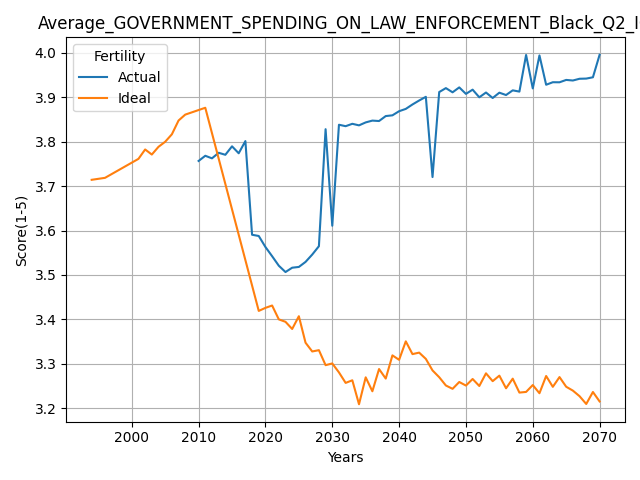 Average_GOVERNMENT_SPENDING_ON_LAW_ENFORCEMENT_Black_Q2_I
Fertility
Actual
Ideal
Score(1-5)
4.0
3.9
3.8
3.7
3.6
3.5
3.4
3.3
3.2
2000 2010 2020 2030 2040 2050 2060 2070
Years